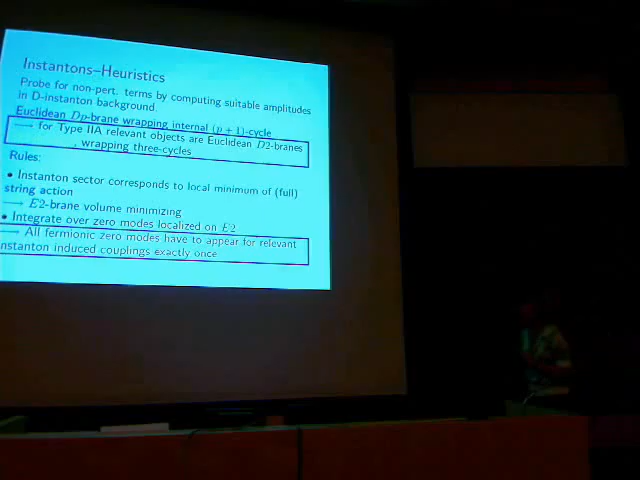 Instantons–Heuristics
Probe for non-pert. terms by computing suitable amplitudes
in D-instanton background
Euclidean Dp-brane wrapping internal (p + 1)-cycle
⟶ for Type IIA relevant objects are Euclidean D2-branes
, wrapping three-cycles
Rules:
• Instanton sector corresponds to local minimum of (full)
string action
⟶ E2-brane volume minimizing
• Integrate over zero modes localized on E2
⟶ All fermionic zero modes have to appear for relevant
nstanton induced couplings exactly once